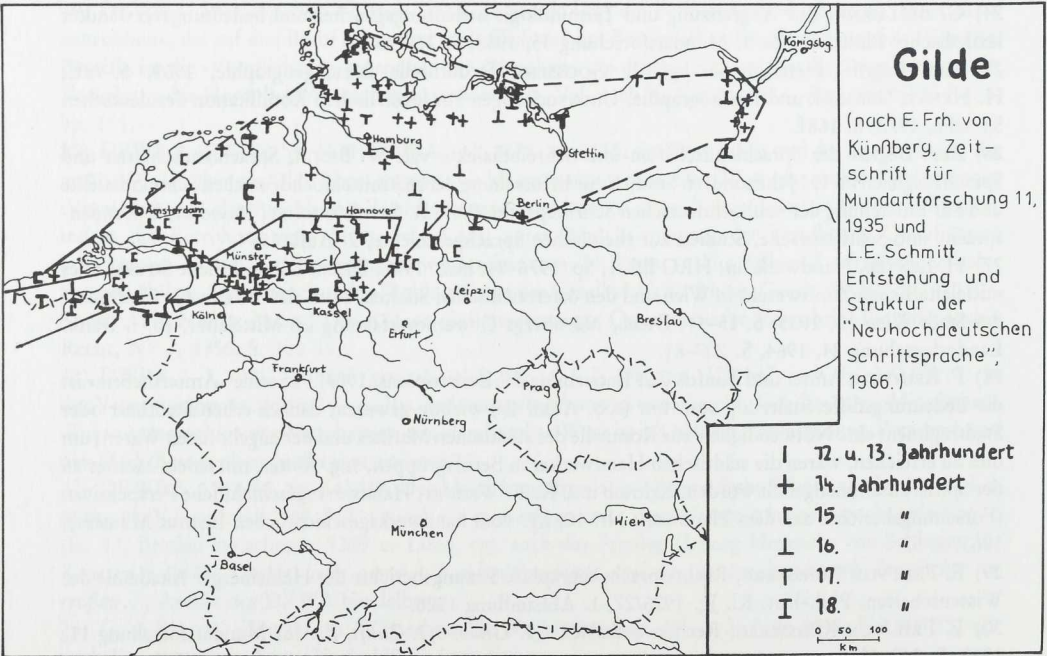 Gilde
(nach E. Frh. von
Künßberg, Zeit-
schrift für
Mundartforschung 11,
1935 und
L. E. Schmitt,
"Entstehung und
Struktur der
"Neuhochdeutschen
Schriftsprache""
1966.)
Königsbg.
Hamburg
Stettin
Amsterdam
Hannover
Berlin
Münster
Leipzig
Köln
Kassel
Erfurt
Breslau
Frankfurt
Prag
Nürnberg
München
Wien
Basel
12. u. 13. Jahrhundert
14. Jahrhundert
15. "
16. "
17. "
18. "
0 50 100
km